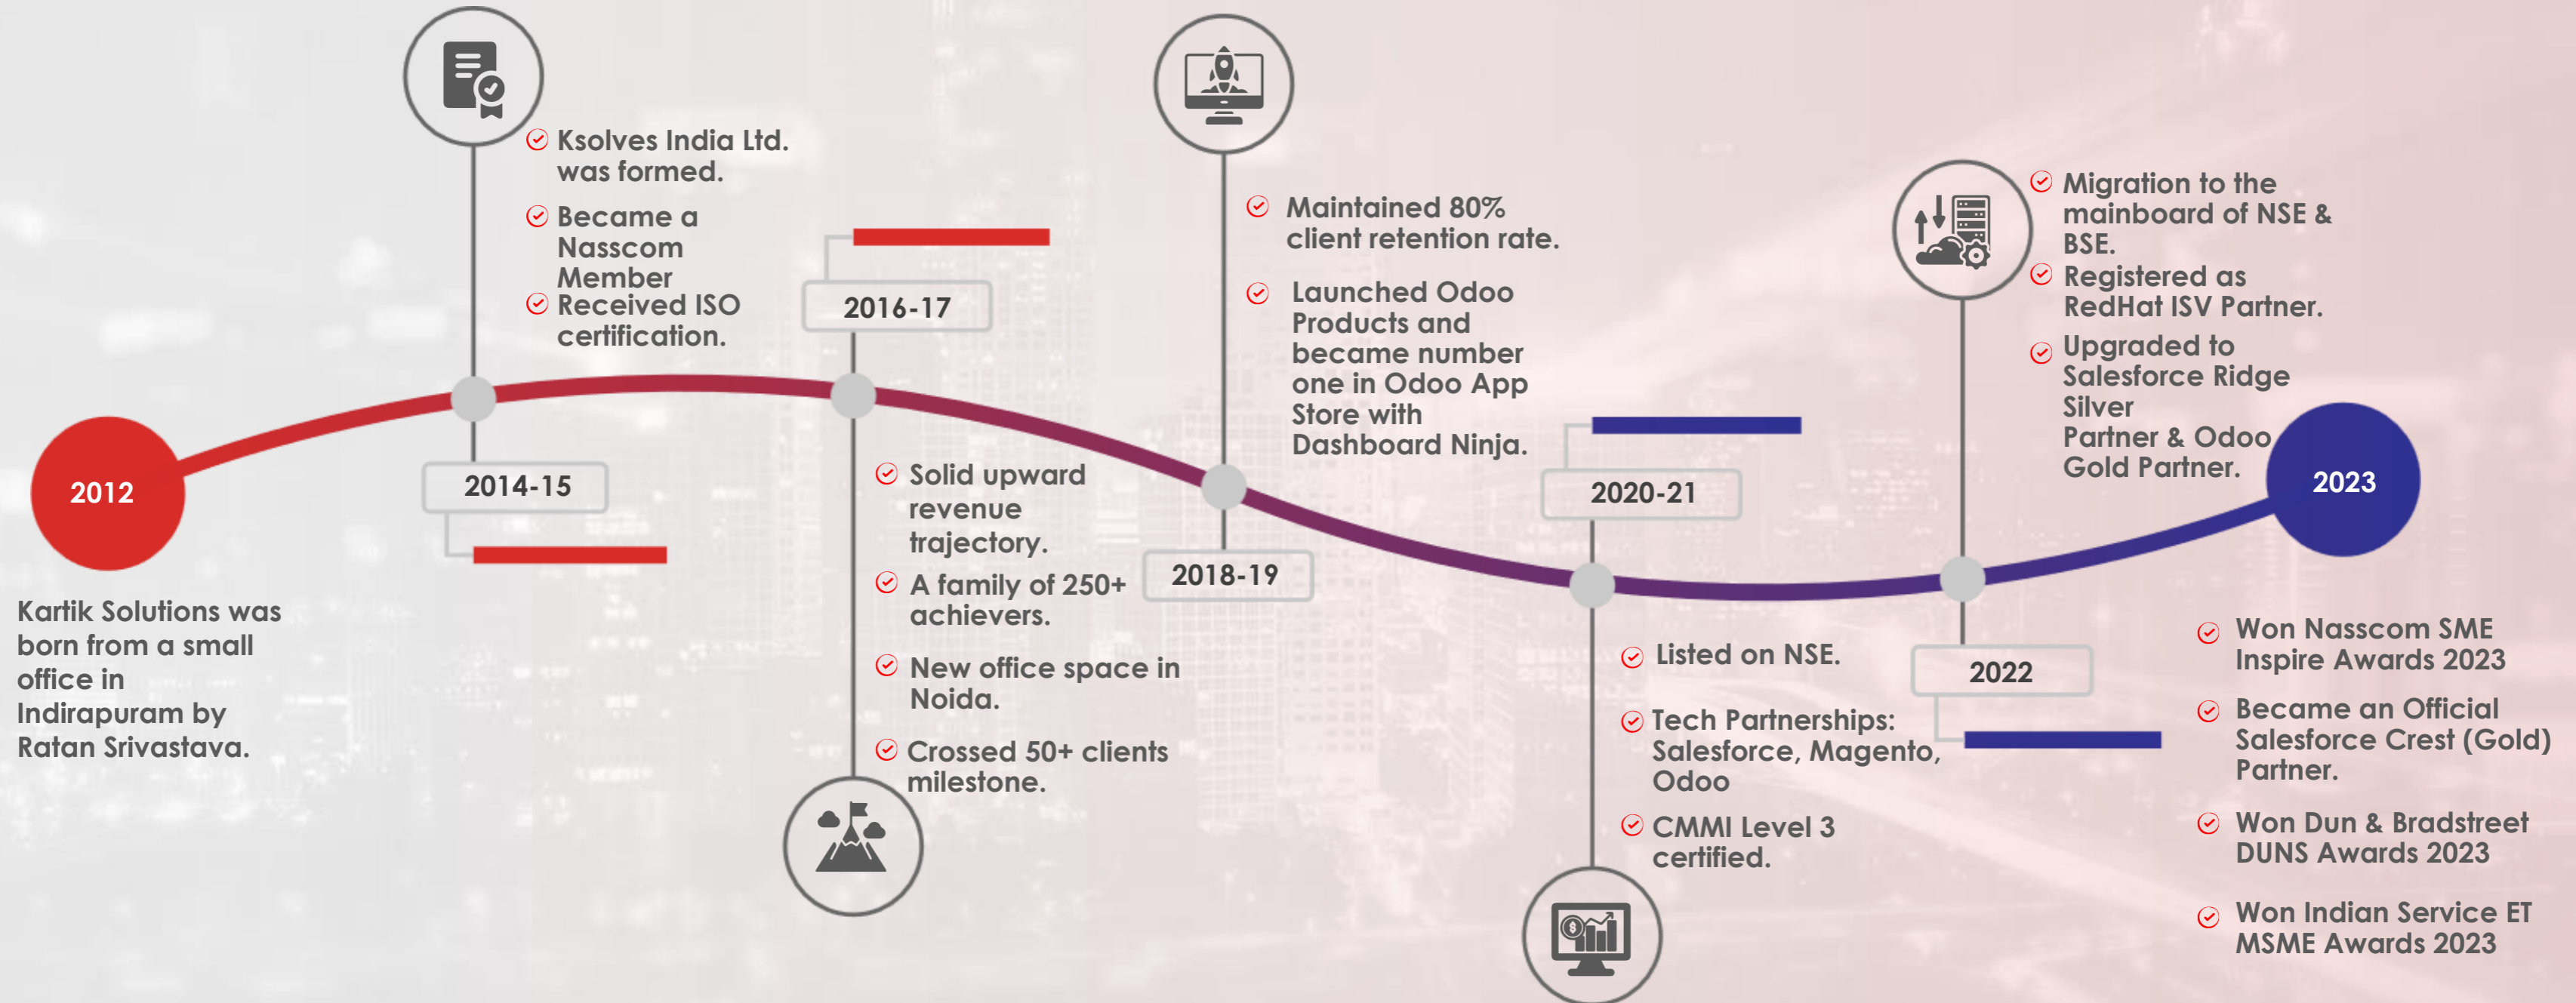 2012
Kartik Solutions was
born from a small
office in
Indirapuram by
Ratan Srivastava.
Ksolves India Ltd.
was formed.
Became a
Nasscom
Member
Received ISO
certification.
2014-15
2016-17
Solid upward
revenue
trajectory.
A family of 250+
achievers.
New office space in
Noida.
Crossed 50+ clients
milestone.
Maintained 80%
client retention rate.
Launched Odoo
Products and
became number
one in Odoo App
Store with
Dashboard Ninja.
2018-19
2020-21
Listed on NSE.
Tech Partnerships:
Salesforce, Magento,
Odoo
CMMI Level 3
certified.
Migration to the
mainboard of NSE &
BSE.
Registered as
RedHat ISV Partner.
Upgraded to
Salesforce Ridge
Silver
Partner & Odoo
Gold Partner.
2022
2023
Won Nasscom SME
Inspire Awards 2023
Became an Official
Salesforce Crest (Gold)
Partner.
Won Dun & Bradstreet
DUNS Awards 2023
Won Indian Service ET
MSME Awards 2023